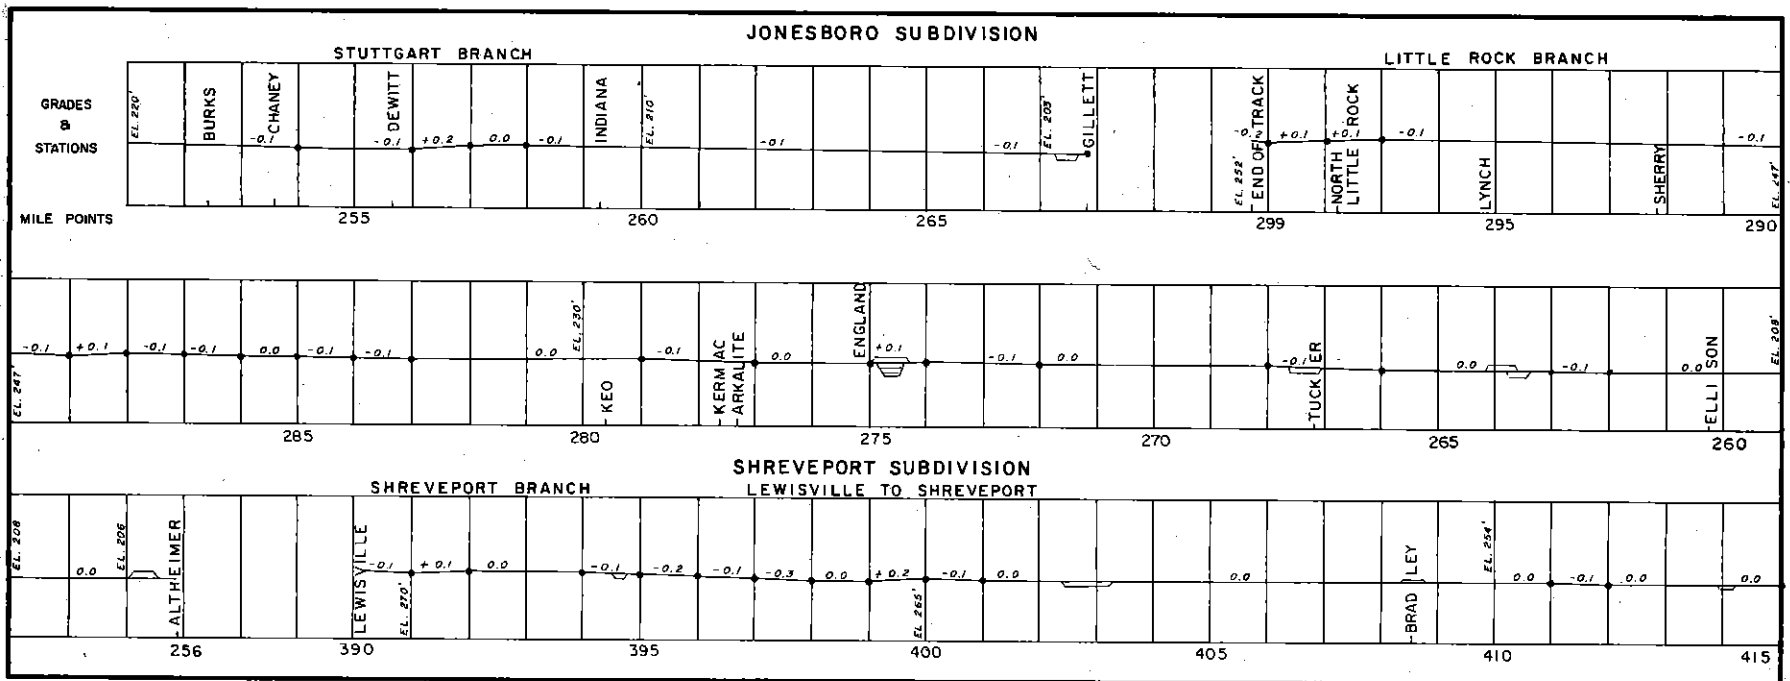 JONESBORO SUBDIVISION
STUTTGART BRANCH
LITTLE ROCK BRANCH
GRADES
&
STATIONS
EL. 220'
BURKS
-0.1
CHANEY
-0.1
DEWITT
+0.2
0.0
-0.1
INDIANA
EL. 210'
-0.1
-0.1
EL. 203'
GILLETT
EL. 252'
-0.2
END OF TRACK
+0.1
+0.1
NORTH
LITTLE ROCK
-0.1
LYNCH
SHERRY
-0.1
EL. 247'
MILE POINTS
255
260
265
299
295
290
EL. 247'
-0.1
+0.1
-0.1
-0.1
0.0
-0.1
-0.1
0.0
EL. 230'
KEO
-0.1
KERMAC
ARKALITE
0.0
ENGLAND
+0.1
-0.1
0.0
-0.1
TUCKER
0.0
-0.1
0.0
ELLISON
EL. 208'
285
280
275
270
265
260
SHREVEPORT SUBDIVISION
SHREVEPORT BRANCH
LEWISVILLE TO SHREVEPORT
EL. 208
0.0
EL. 206
ALTHEIMER
LEWISVILLE
-0.1
EL. 270'
+0.1
0.0
-0.1
-0.2
-0.1
-0.3
0.0
+0.2
EL 265'
-0.1
0.0
0.0
BRADLEY
EL. 254'
0.0
-0.1
0.0
0.0
256
390
395
400
405
410
415